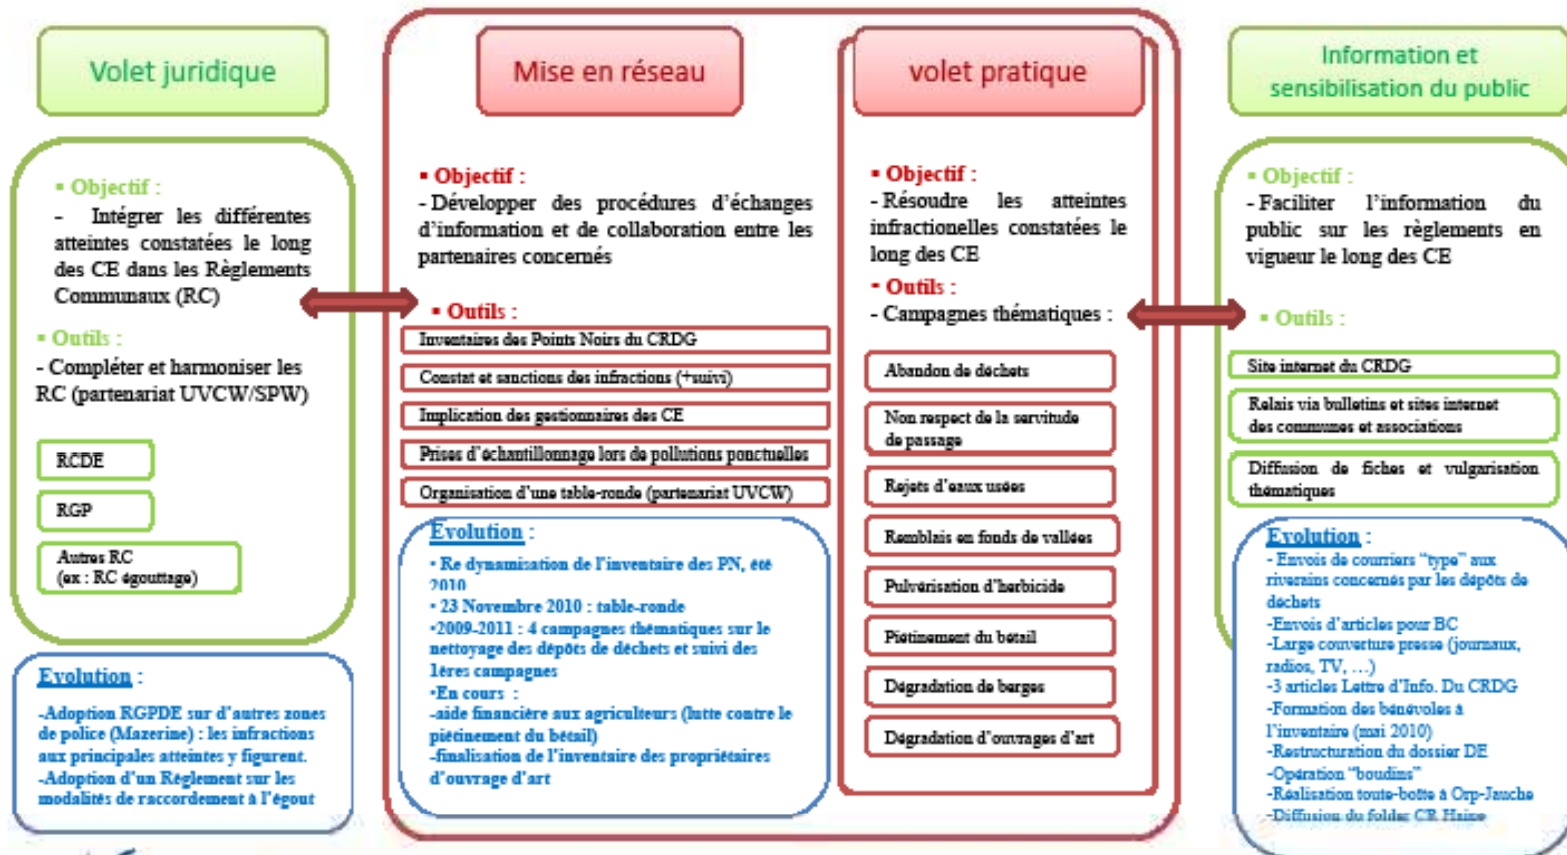 Volet juridique
▪ Objectif :
- Intégrer les différentes
atteintes constatées le long
des CE dans les Règlements
Communaux (RC)
▪ Outils :
- Compléter et harmoniser les
RC (partenariat UVCW/SPW)
RCDE
RGP
Autres RC
(ex : RC égouttage)
Evolution :
-Adoption RGPDE sur d'autres zones
de police (Mazerine) : les infractions
aux principales atteintes y figurent.
-Adoption d'un Règlement sur les
modalités de raccordement à l'égout
Mise en réseau
▪ Objectif :
- Développer des procédures d'échanges
d'information et de collaboration entre les
partenaires concernés
▪ Outils :
Inventaires des Points Noirs du CRDG
Constat et sanctions des infractions (+suivi)
Implication des gestionnaires des CE
Prises d'échantillonnage lors de pollutions ponctuelles
Organisation d'une table-ronde (partenariat UVCW)
Evolution :
• Re dynamisation de l'inventaire des PN, été
2010
• 23 Novembre 2010 : table-ronde
•2009-2011 : 4 campagnes thématiques sur le
nettoyage des dépôts de déchets et suivi des
1ères campagnes
•En cours :
-aide financière aux agriculteurs (lutte contre le
piétinement du bétail)
-finalisation de l'inventaire des propriétaires
d'ouvrage d'art
volet pratique
▪ Objectif :
- Résoudre les atteintes
infractionelles constatées le
long des CE
▪ Outils :
- Campagnes thématiques :
Abandon de déchets
Non respect de la servitude
de passage
Rejets d'eaux usées
Remblais en fonds de vallées
Pulvérisation d'herbicide
Piétinement du bétail
Dégradation de berges
Dégradation d'ouvrages d'art
Information et
sensibilisation du public
▪ Objectif :
- Faciliter l'information du
public sur les règlements en
vigueur le long des CE
▪ Outils :
Site internet du CRDG
Relais via bulletins et sites internet
des communes et associations
Diffusion de fiches et vulgarisation
thématiques
Evolution :
- Envois de courriers "type" aux
riverains concernés par les dépôts de
déchets
-Envois d'articles pour BC
-Large couverture presse (journaux,
radios, TV, …)
-3 articles Lettre d'Info. Du CRDG
-Formation des bénévoles à
l'inventaire (mai 2010)
-Restructuration du dossier DE
-Opération "boudins"
-Réalisation toute-boîte à Orp-Jauche
-Diffusion du folder CR Haine